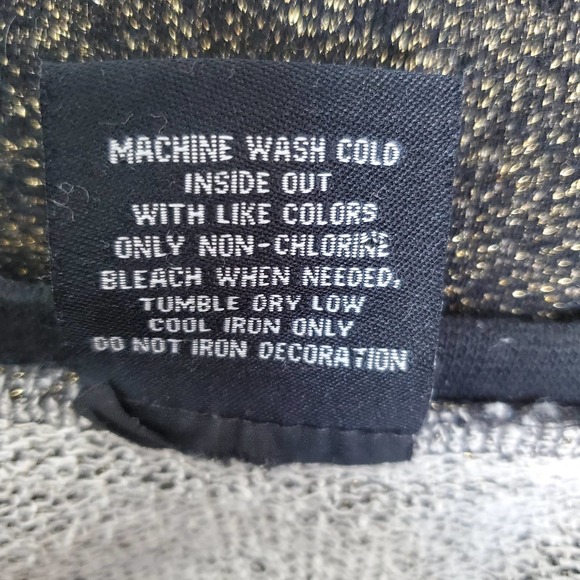 MACHINE WASH COLD
INSIDE OUT
WITH LIKE COLORS
ONLY NON-CHLORINE
BLEACH WHEN NEEDED.
TUMBLE DRY LOW
COOL IRON ONLY
DO NOT IRON DECORATION